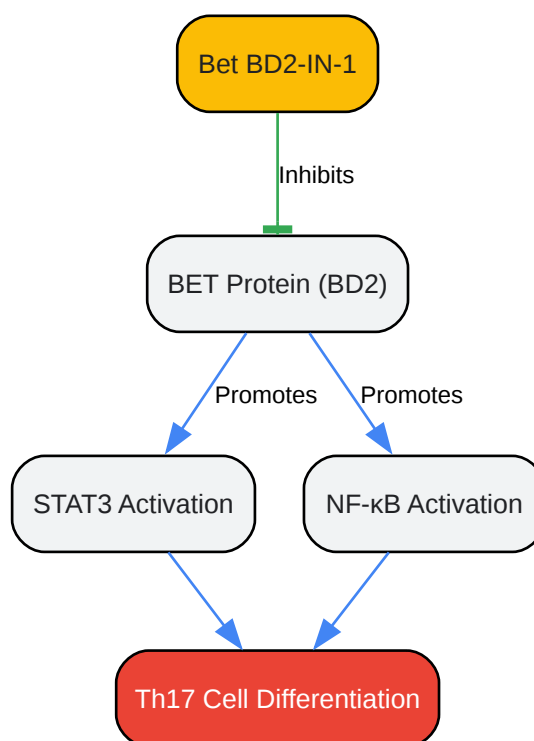 Bet BD2-IN-1
Inhibits
BET Protein (BD2)
Promotes
Promotes
STAT3 Activation
NF-κB Activation
Th17 Cell Differentiation